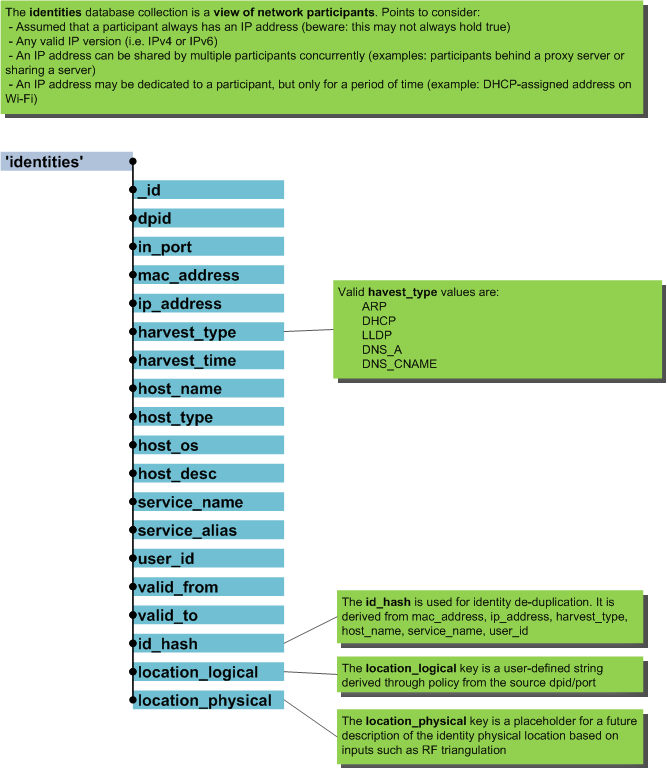 The identities database collection is a view of network participants. Points to consider:
- Assumed that a participant always has an IP address (beware: this may not always hold true)
- Any valid IP version (i.e. IPv4 or IPv6)
- An IP address can be shared by multiple participants concurrently (examples: participants behind a proxy server or
sharing a server)
- An IP address may be dedicated to a participant, but only for a period of time (example: DHCP-assigned address on
Wi-Fi)
'identities'
_id
dpid
in_port
mac_address
ip_address
harvest_type
harvest_time
host_name
host_type
host_os
host_desc
service_name
service_alias
user_id
valid_from
valid_to
id_hash
location_logical
location_physical
Valid havest_type values are:
ARP
DHCP
LLDP
DNS_A
DNS_CNAME
The id_hash is used for identity de-duplication. It is
derived from mac_address, ip_address, harvest_type,
host_name, service_name, user_id
The location_logical key is a user-defined string
derived through policy from the source dpid/port
The location_physical key is a placeholder for a future
description of the identity physical location based on
inputs such as RF triangulation